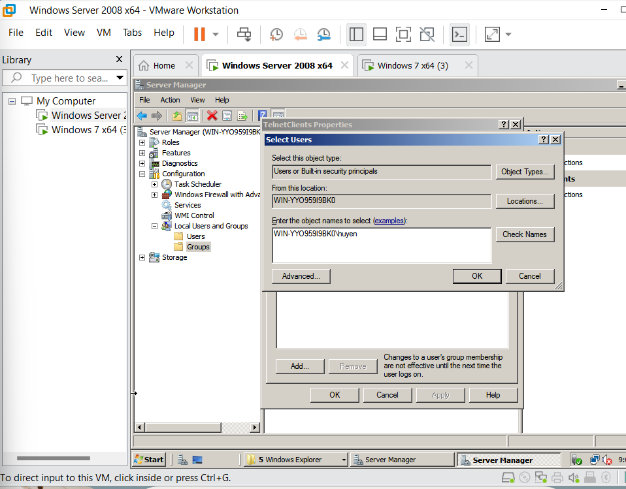 Windows Server 2008 x64 - VMware Workstation
File Edit View VM Tabs Help
Library
Type here to sea...
My Computer
Windows Server 2
Windows 7 x64 (3
Home
Windows Server 2008 x64
Windows 7 x64 (3)
Server Manager
File Action View Help
Server Manager (WIN-YYO959I9BK
Roles
Features
Diagnostics
Configuration
Task Scheduler
Windows Firewall with Adva
Services
WMI Control
Local Users and Groups
Users
Groups
Storage
TelnetClients Properties
Select Users
Select this object type:
Users or Built-in security principals
Object Types...
From this location:
WIN-YYO959I9BK0
Locations...
Enter the object names to select (examples):
WIN-YYO959I9BK0\huyen
Check Names
Advanced...
OK
Cancel
ctions
nts
ctions
Add...
Remove
Changes to a user's group membership
are not effective until the next time the
user logs on.
OK
Cancel
Apply
Help
Start
5 Windows Explorer
Server Manager
Server Manager
9:
To direct input to this VM, click inside or press Ctrl+G.